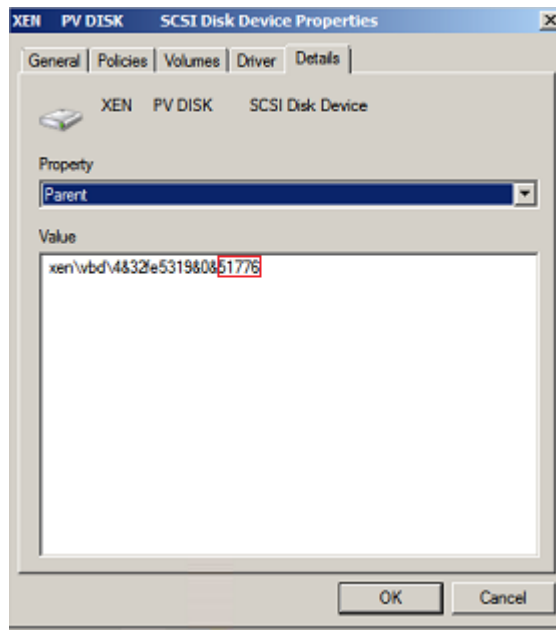 XEN PV DISK SCSI Disk Device Properties
General Policies Volumes Driver Details
XEN PV DISK SCSI Disk Device
Property
Parent
Value
xen\vbd\4&32fe5319&0&51776
OK Cancel